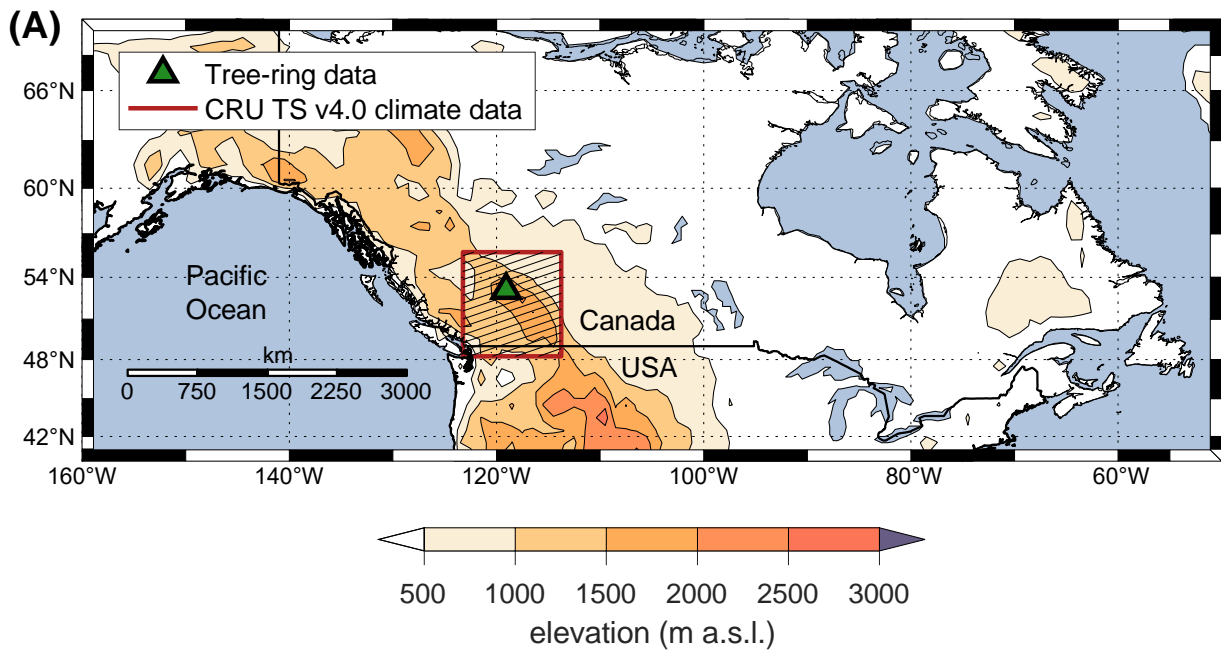 (A)
Tree-ring data
CRU TS v4.0 climate data
66°N
60°N
54°N
48°N
42°N
Pacific
Ocean
Canada
USA
km
0 750 1500 2250 3000
160°W 140°W 120°W 100°W 80°W 60°W
500 1000 1500 2000 2500 3000
elevation (m a.s.l.)